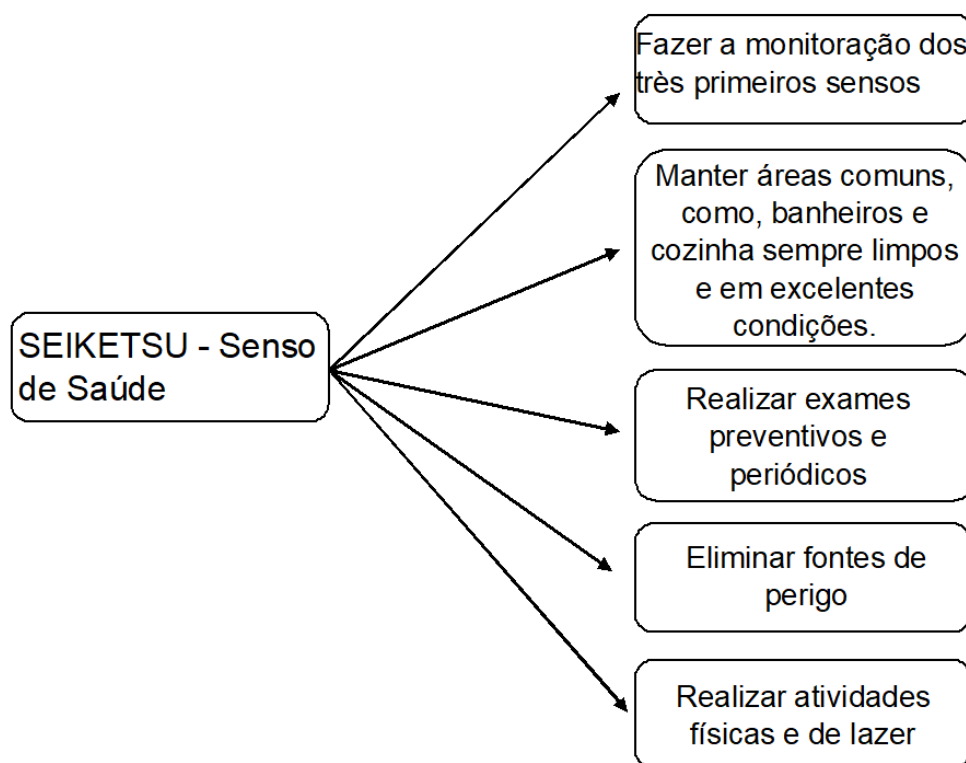 Fazer a monitoração dos
très primeiros sensos
Manter áreas comuns,
como, banheiros e
cozinha sempre limpos
e em excelentes
condições.
SEIKETSU - Senso
de Saúde
Realizar exames
preventivos e
periódicos
Eliminar fontes de
perigo
Realizar atividades
físicas e de lazer